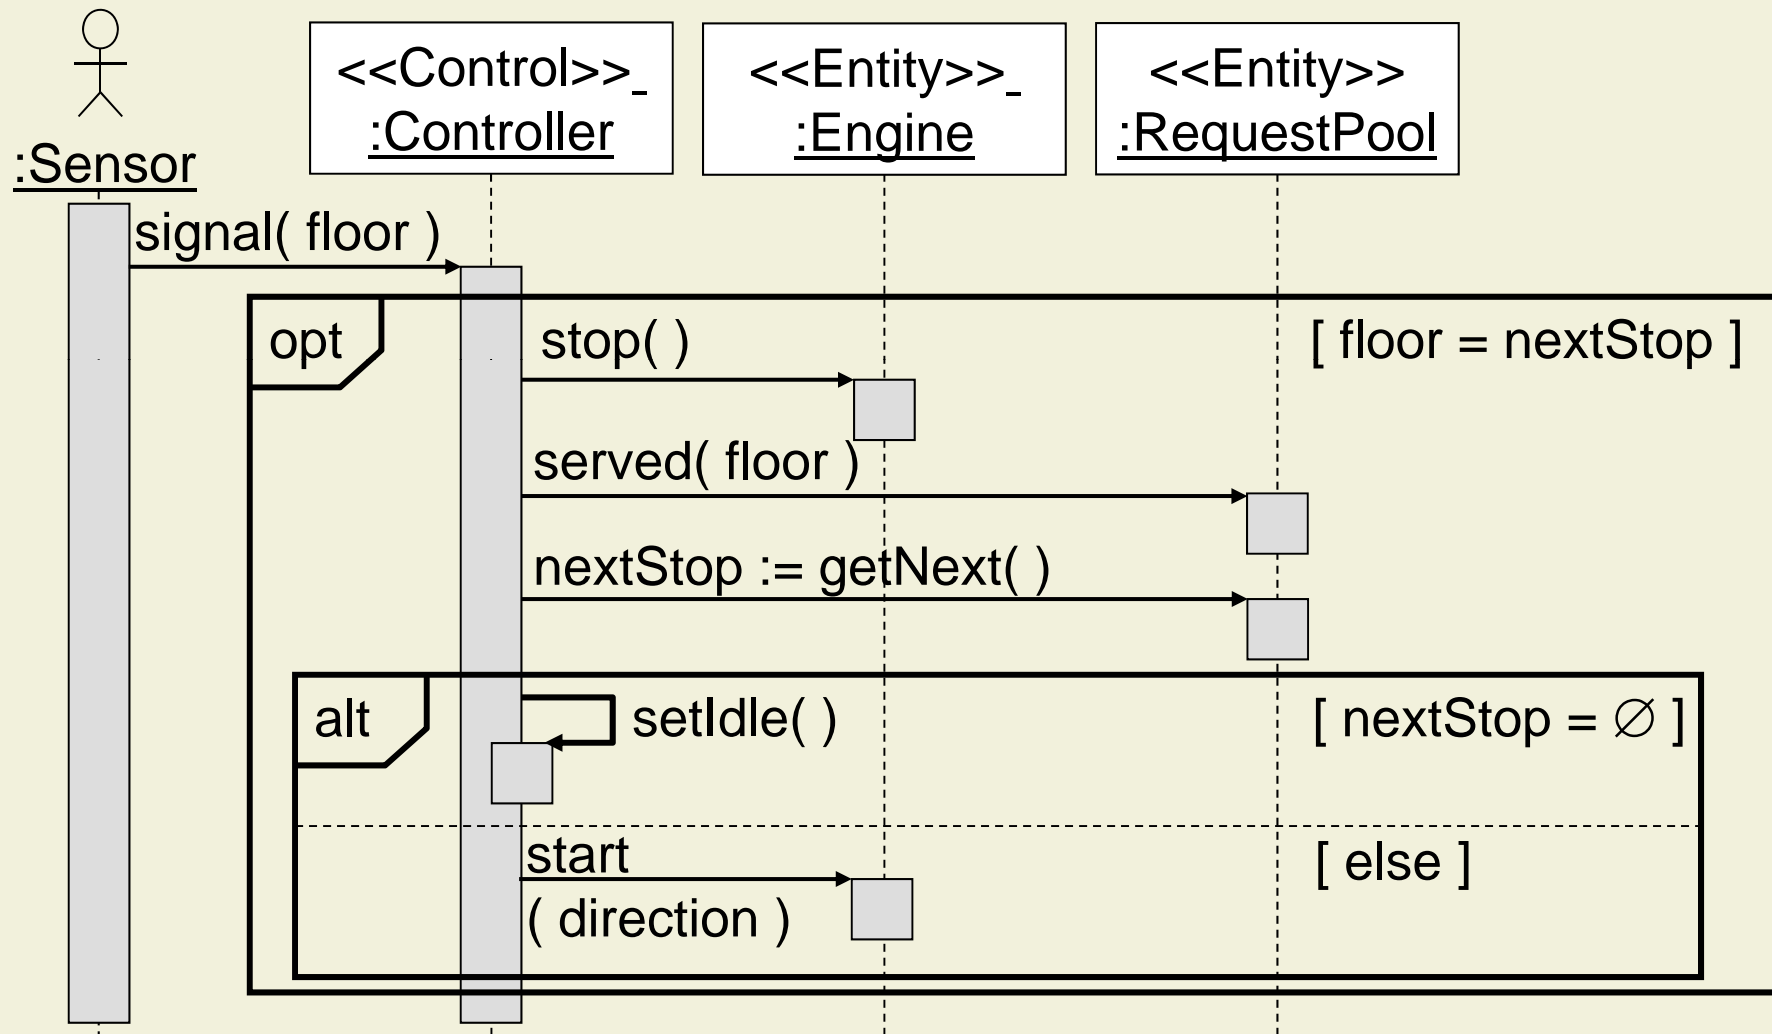 <<Control>>
:Controller
<<Entity>>
:Engine
<<Entity>>
:RequestPool
:Sensor
signal( floor )
opt
stop( )
[ floor = nextStop ]
served( floor )
nextStop := getNext( )
alt
setIdle( )
[ nextStop = ∅ ]
start
( direction )
[ else ]